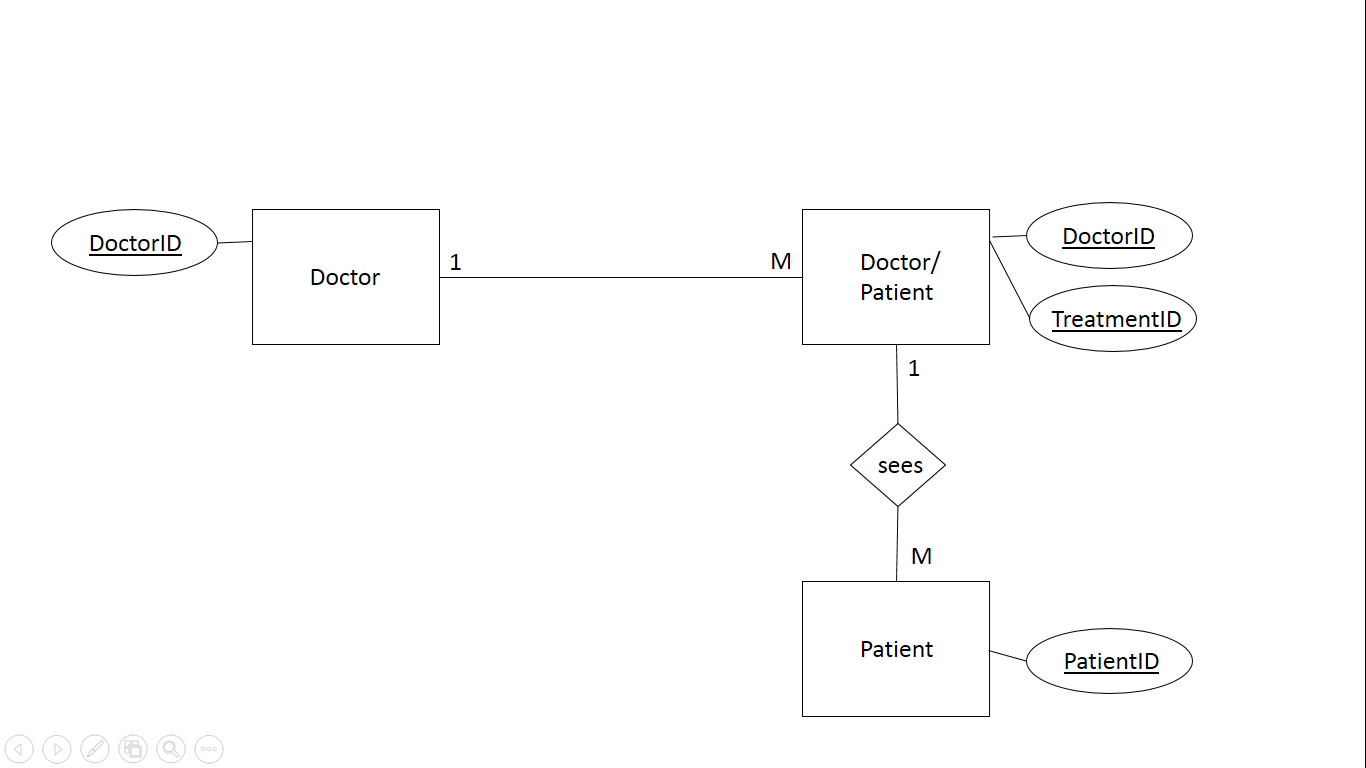 DoctorID
Doctor
1
M
Doctor/
Patient
DoctorID
TreatmentID
1
sees
M
Patient
PatientID